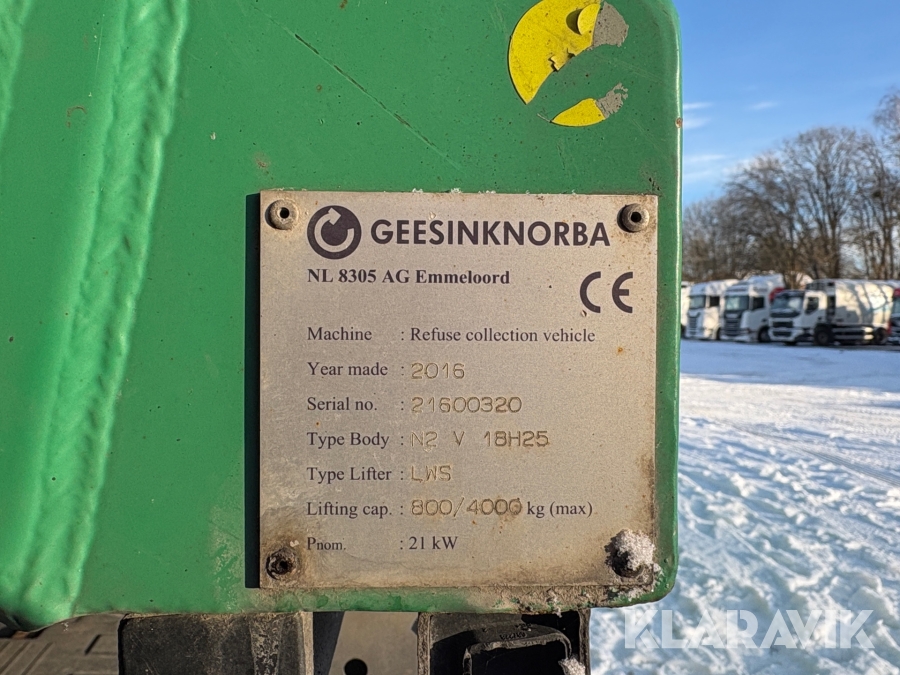 GEESINKNORBA
NL 8305 AG Emmeloord
CE
Machine : Refuse collection vehicle
Year made : 2016
Serial no. : 21600320
Type Body : N2 V 18H25
Type Lifter : LWS
Lifting cap. : 800/4000 kg (max)
Pnom. : 21 kW
KLARAVIK